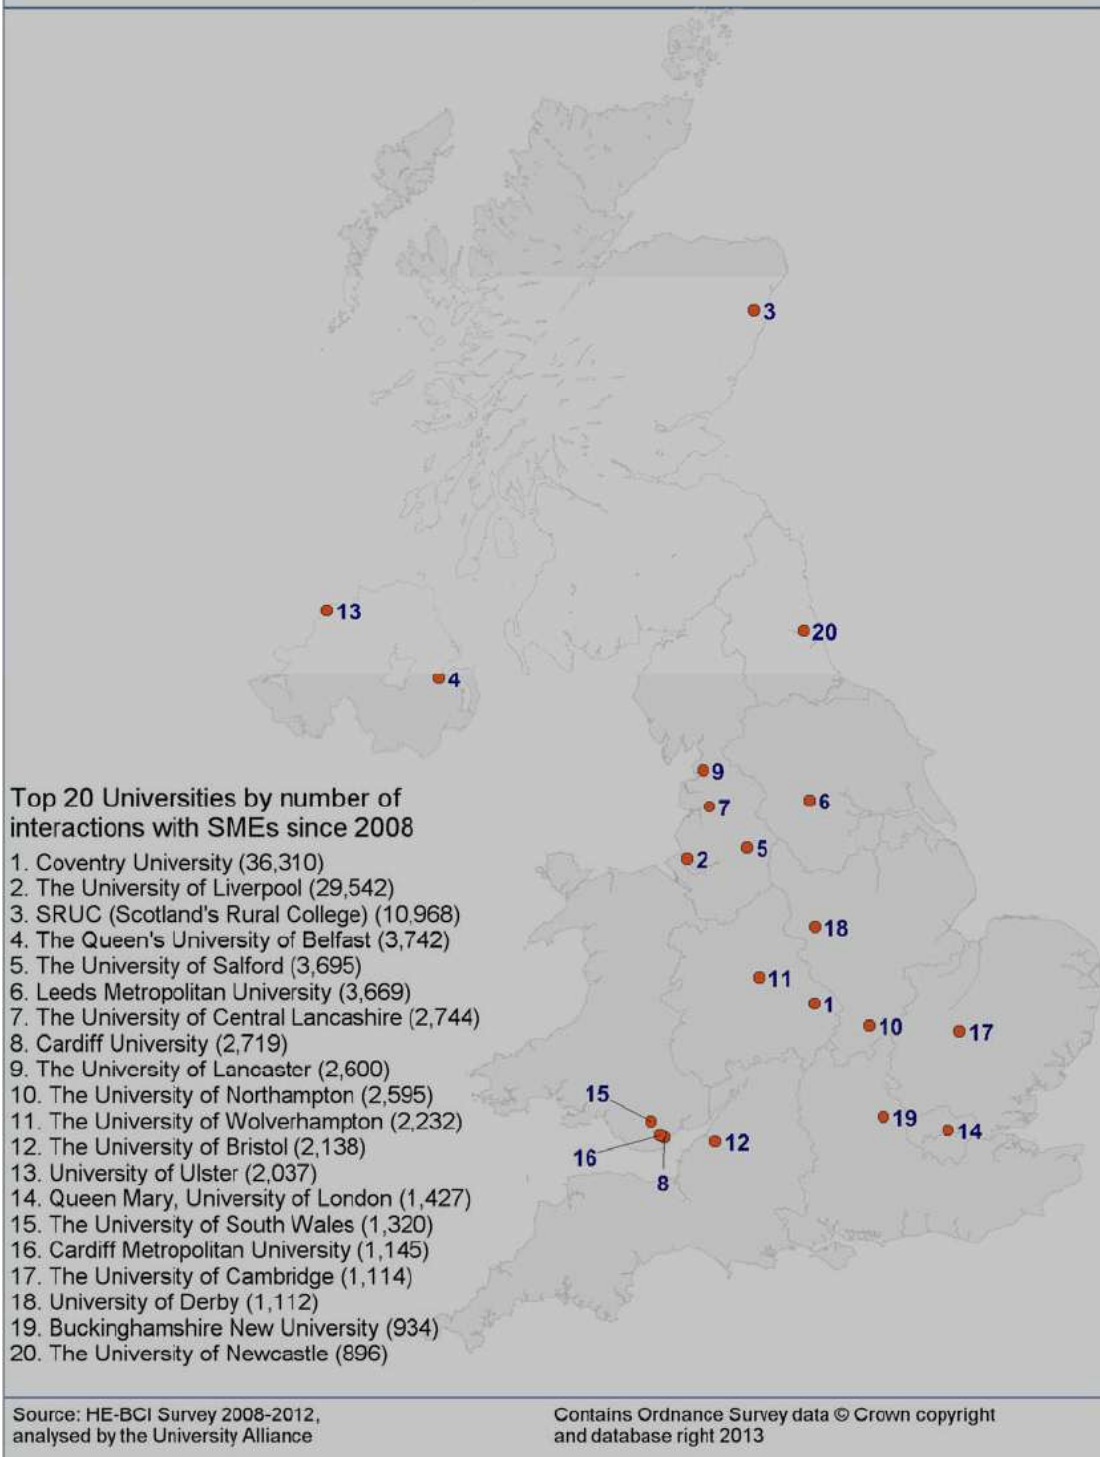 3
13
20
4
9
7
6
5
2
18
11
1
10
17
15
19
14
12
16
8
Top 20 Universities by number of
interactions with SMEs since 2008
1. Coventry University (36,310)
2. The University of Liverpool (29,542)
3. SRUC (Scotland's Rural College) (10,968)
4. The Queen's University of Belfast (3,742)
5. The University of Salford (3,695)
6. Leeds Metropolitan University (3,669)
7. The University of Central Lancashire (2,744)
8. Cardiff University (2,719)
9. The University of Lancaster (2,600)
10. The University of Northampton (2,595)
11. The University of Wolverhampton (2,232)
12. The University of Bristol (2,138)
13. University of Ulster (2,037)
14. Queen Mary, University of London (1,427)
15. The University of South Wales (1,320)
16. Cardiff Metropolitan University (1,145)
17. The University of Cambridge (1,114)
18. University of Derby (1,112)
19. Buckinghamshire New University (934)
20. The University of Newcastle (896)
Source: HE-BCI Survey 2008-2012,
analysed by the University Alliance
Contains Ordnance Survey data © Crown copyright
and database right 2013